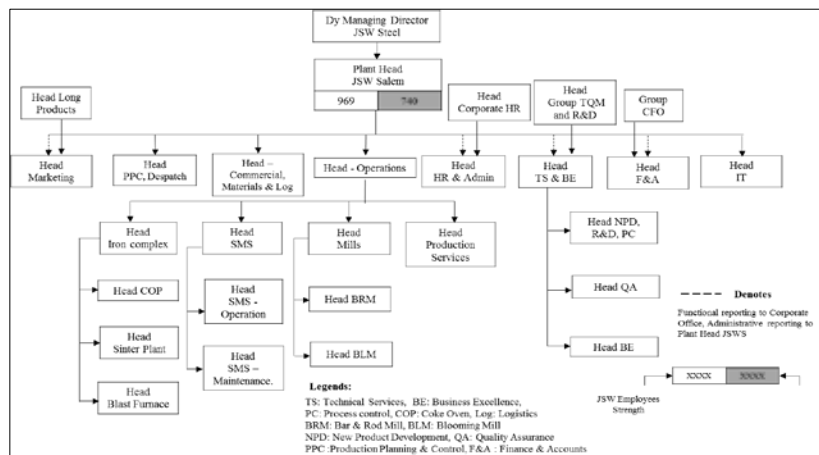 Dy Managing Director
JSW Steel
Plant Head
JSW Salem
969 740
Head Long
Products
Head
Corporate HR
Head
Group TQM
and R&D
Group
CFO
Head
Marketing
Head
PPC, Despatch
Head –
Commercial,
Materials & Log
Head - Operations
Head
HR & Admin
Head
TS & BE
Head
F&A
Head
IT
Head
Iron complex
Head
SMS
Head
Mills
Head
Production
Services
Head NPD,
R&D, PC
Head COP
Head
SMS -
Operation
Head BRM
Head QA
Head
Sinter Plant
Head
SMS –
Maintenance.
Head BLM
Head BE
Head
Blast Furnace
Denotes
Functional reporting to Corporate
Office, Administrative reporting to
Plant Head JSWS
XXXX XXXX
JSW Employees
Strength
Legends:
TS: Technical Services, BE: Business Excellence,
PC: Process control, COP: Coke Oven, Log: Logistics
BRM: Bar & Rod Mill, BLM: Blooming Mill
NPD: New Product Development, QA: Quality Assurance
PPC :Production Planning & Control, F&A : Finance & Accounts